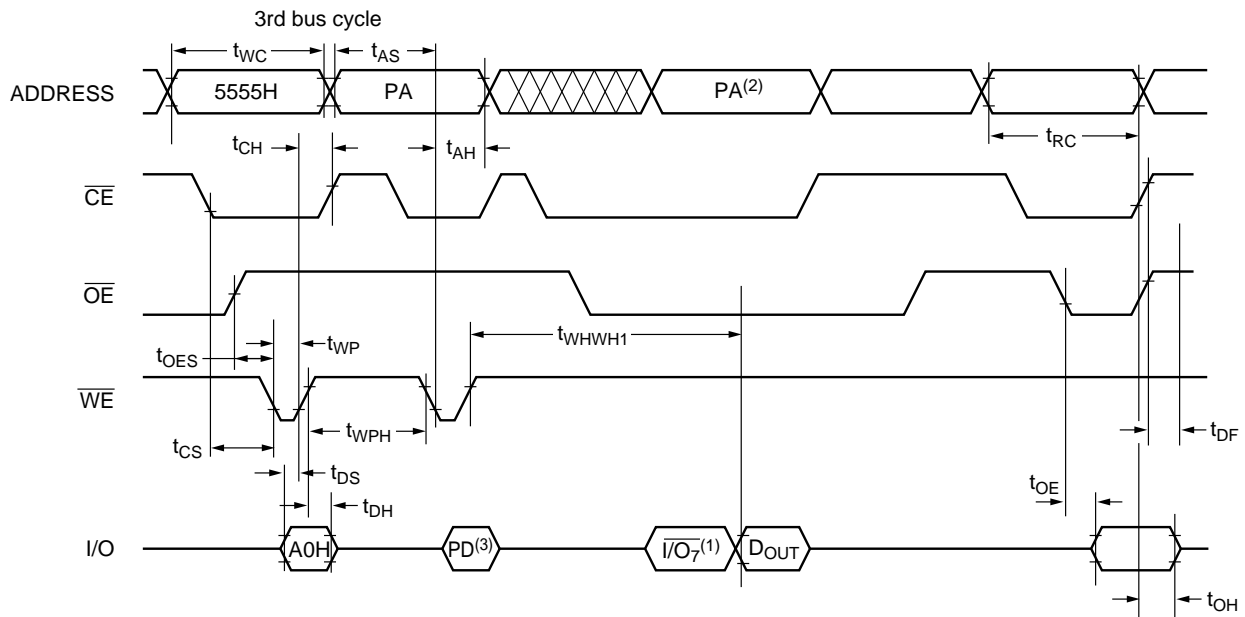 3rd bus cycle
tWC tAS
ADDRESS 5555H PA PA(2)
tCH tAH tRC
CE
OE
tWHWH1
tOES tWP
WE
tWPH
tCS tDF
tDS
tOE
tDH
I/O A0H PD(3) I/O7(1) DOUT
tOH